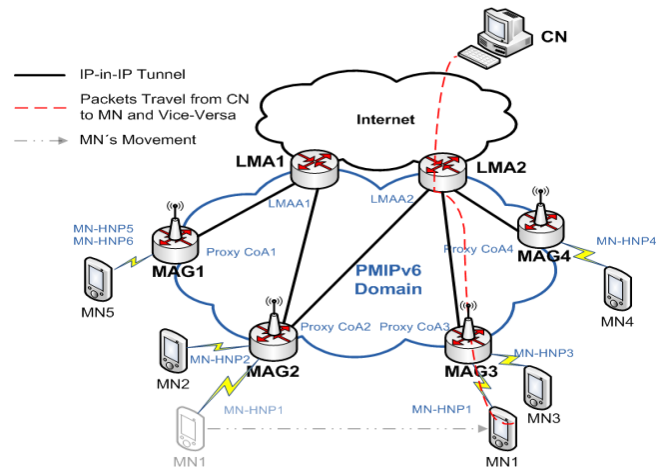 CN
IP-in-IP Tunnel
Packets Travel from CN
to MN and Vice-Versa
MN´s Movement
Internet
LMA1
LMA2
LMAA1
LMAA2
MN-HNP5
MN-HNP6
Proxy CoA1
Proxy CoA4
MN-HNP4
MAG1
MAG4
PMIPv6
Domain
MN5
MN4
Proxy CoA2
Proxy CoA3
MN-HNP2
MN-HNP3
MN2
MAG2
MAG3
MN-HNP1
MN-HNP1
MN3
MN1
MN1